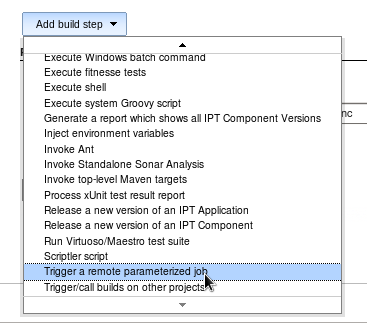 Add build step
Execute Windows batch command
Execute fitnesse tests
Execute shell
Execute system Groovy script
Generate a report which shows all IPT Component Versions
nc
Inject environment variables
Invoke Ant
Invoke Standalone Sonar Analysis
Invoke top-level Maven targets
Process xUnit test result report
Release a new version of an IPT Application
Release a new version of an IPT Component
Run Virtuoso/Maestro test suite
Scriptler script
Trigger a remote parameterized job
Trigger/call builds on other projects